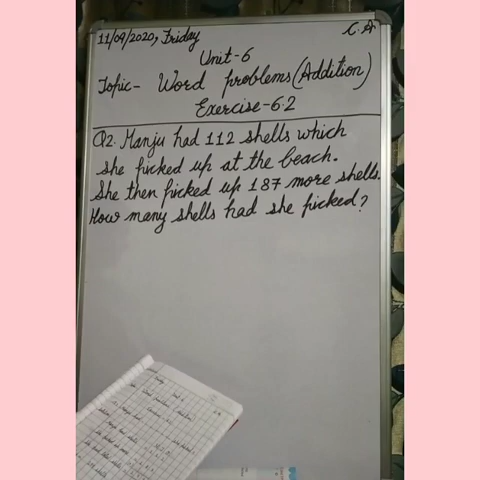 11/09/2020, Friday
C.A
Unit-6
Topic- Word problems (Addition)
Exercise-6.2
Q2. Manju had 112 shells which
she picked up at the beach.
She then picked up 187 more shells.
How many shells had she picked?